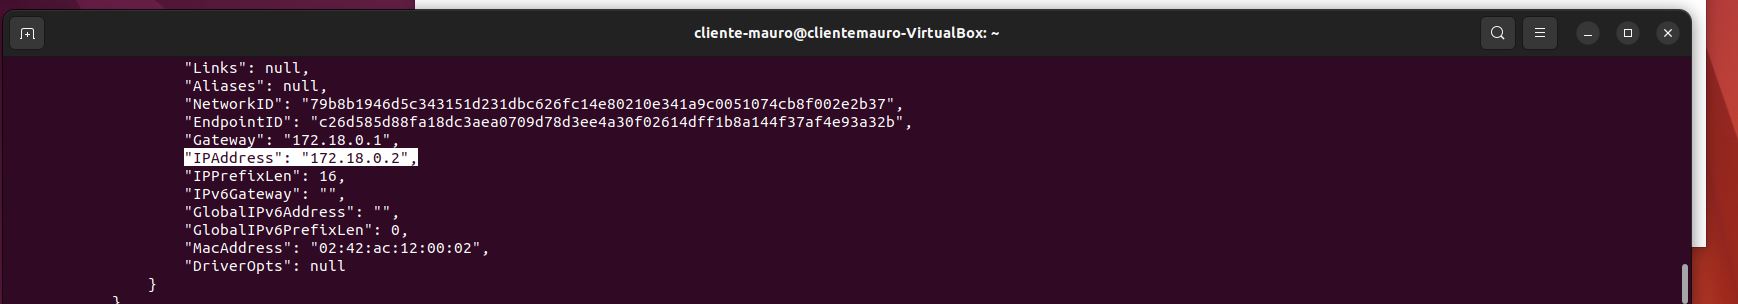 cliente-mauro@clientemauro-VirtualBox: ~
"Links": null,
"Aliases": null,
"NetworkID": "79b8b1946d5c343151d231dbc626fc14e80210e341a9c0051074cb8f002e2b37",
"EndpointID": "c26d585d88fa18dc3aea0709d78d3ee4a30f02614dff1b8a144f37af4e93a32b",
"Gateway": "172.18.0.1",
"IPAddress": "172.18.0.2",
"IPPrefixLen": 16,
"IPv6Gateway": "",
"GlobalIPv6Address": "",
"GlobalIPv6PrefixLen": 0,
"MacAddress": "02:42:ac:12:00:02",
"DriverOpts": null
}
}